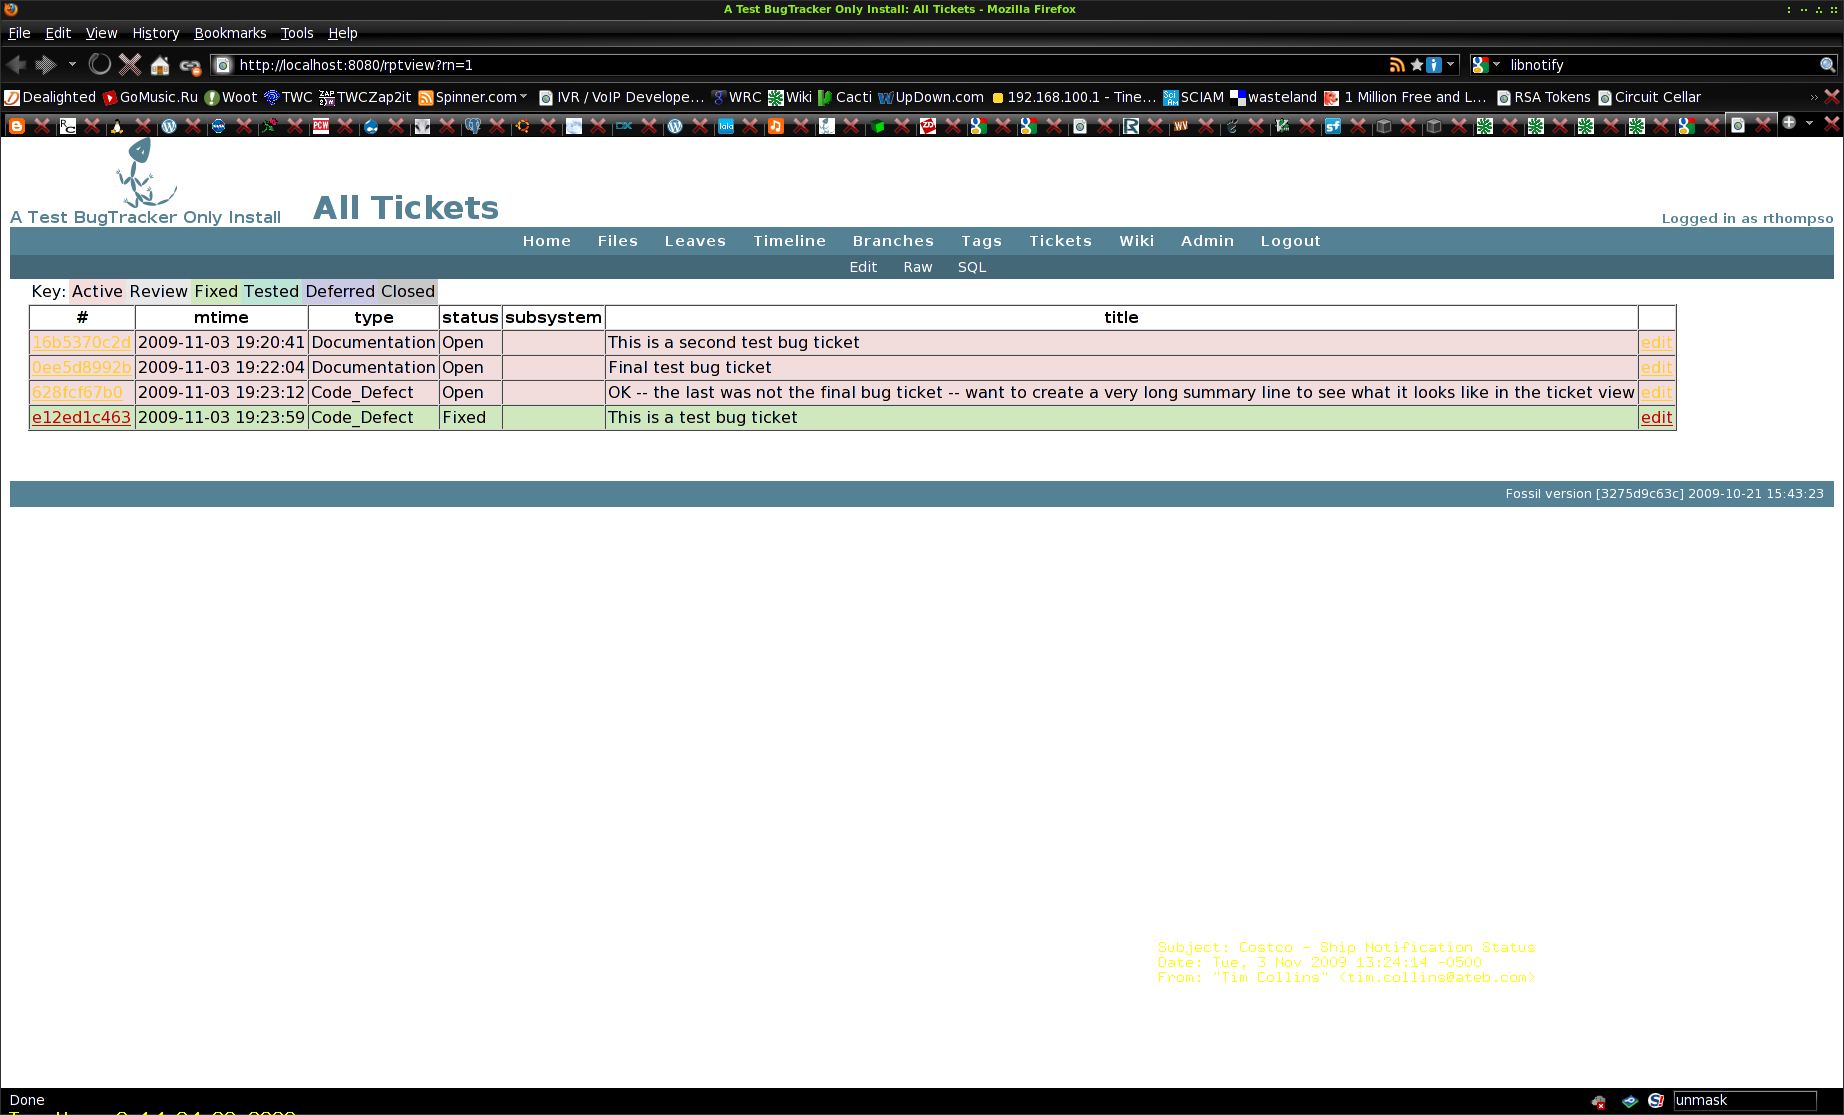 A Test BugTracker Only Install: All Tickets - Mozilla Firefox
File Edit View History Bookmarks Tools Help
http://localhost:8080/rptview?rn=1 libnotify
Dealighted GoMusic.Ru Woot TWC TWCZap2it Spinner.com IVR / VoIP Develope... WRC Wiki Cacti UpDown.com 192.168.100.1 - Tine... SCIAM wasteland 1 Million Free and L... RSA Tokens Circuit Cellar
A Test BugTracker Only Install All Tickets Logged in as rthompso
Home Files Leaves Timeline Branches Tags Tickets Wiki Admin Logout
Edit Raw SQL
Key: Active Review Fixed Tested Deferred Closed
# mtime type status subsystem title
16b5370c2d 2009-11-03 19:20:41 Documentation Open This is a second test bug ticket edit
0ee5d8992b 2009-11-03 19:22:04 Documentation Open Final test bug ticket edit
628fcf67b0 2009-11-03 19:23:12 Code_Defect Open OK -- the last was not the final bug ticket -- want to create a very long summary line to see what it looks like in the ticket view edit
e12ed1c463 2009-11-03 19:23:59 Code_Defect Fixed This is a test bug ticket edit
Fossil version [3275d9c63c] 2009-10-21 15:43:23
Subject: Costco - Ship Notification Status
Date: Tue, 3 Nov 2009 13:24:14 -0500
From: "Tim Collins" <tim.collins@ateb.com>
Done unmask